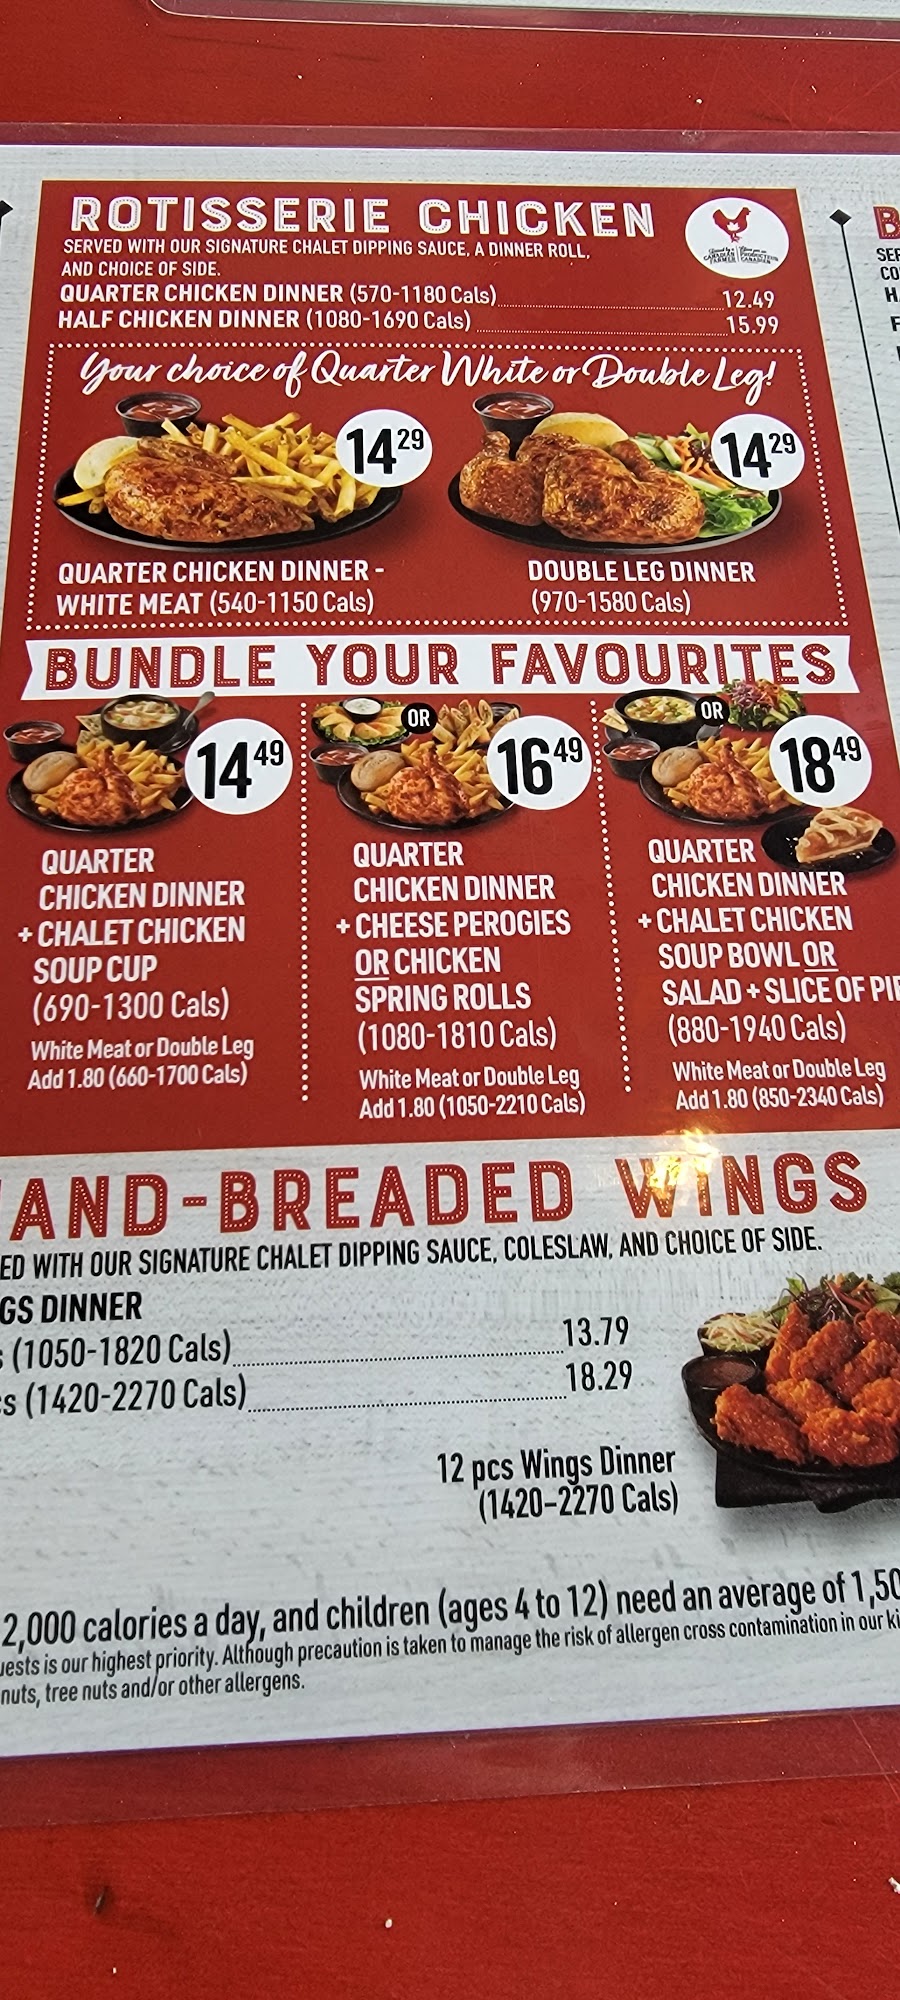 ROTISSERIE CHICKEN
SERVED WITH OUR SIGNATURE CHALET DIPPING SAUCE, A DINNER ROLL,
AND CHOICE OF SIDE.
QUARTER CHICKEN DINNER (570-1180 Cals) 12.49
HALF CHICKEN DINNER (1080-1690 Cals) 15.99
Your choice of Quarter White or Double Leg!
14 29
14 29
QUARTER CHICKEN DINNER -
WHITE MEAT (540-1150 Cals)
DOUBLE LEG DINNER
(970-1580 Cals)
BUNDLE YOUR FAVOURITES
14 49
QUARTER
CHICKEN DINNER
+ CHALET CHICKEN
SOUP CUP
(690-1300 Cals)
White Meat or Double Leg
Add 1.80 (660-1700 Cals)
OR
16 49
QUARTER
CHICKEN DINNER
+ CHEESE PEROGIES
OR CHICKEN
SPRING ROLLS
(1080-1810 Cals)
White Meat or Double Leg
Add 1.80 (1050-2210 Cals)
OR
18 49
QUARTER
CHICKEN DINNER
+ CHALET CHICKEN
SOUP BOWL OR
SALAD + SLICE OF PIE
(880-1940 Cals)
White Meat or Double Leg
Add 1.80 (850-2340 Cals)
AND-BREADED WINGS
ED WITH OUR SIGNATURE CHALET DIPPING SAUCE, COLESLAW, AND CHOICE OF SIDE.
GS DINNER
s (1050-1820 Cals) 13.79
cs (1420-2270 Cals) 18.29
12 pcs Wings Dinner
(1420-2270 Cals)
2,000 calories a day, and children (ages 4 to 12) need an average of 1,50
uests is our highest priority. Although precaution is taken to manage the risk of allergen cross contamination in our ki
nuts, tree nuts and/or other allergens.